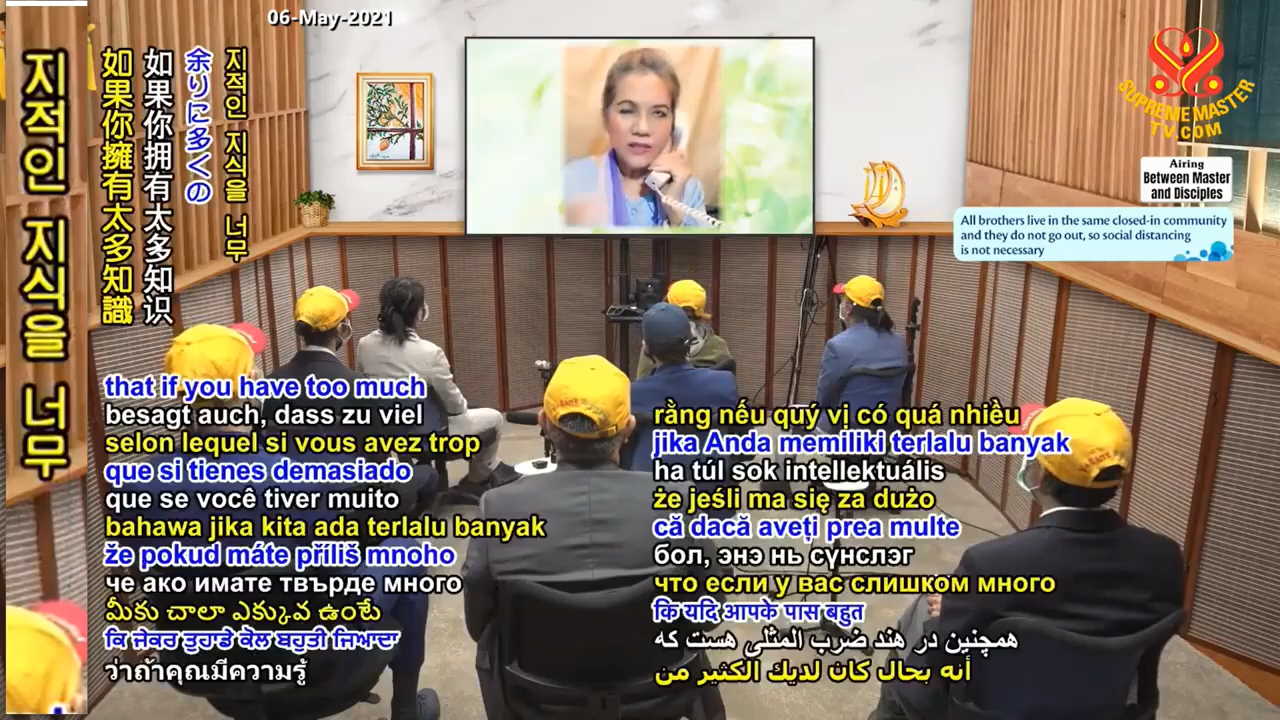 06-May-2021
지적인 지식을 너무
如果你擁有太多知識
如果你拥有太多知识
余りに多くの
지적인 지식을 너무
SUPREME MASTER
TV.COM
Airing
Between Master
and Disciples
All brothers live in the same closed-in community
and they do not go out, so social distancing
is not necessary
that if you have too much
besagt auch, dass zu viel
selon lequel si vous avez trop
que si tienes demasiado
que se você tiver muito
bahawa jika kita ada terlalu banyak
že pokud máte příliš mnoho
че ако имате твърде много
మీకు చాలా ఎక్కువ ఉంటే
ਕਿ ਜੇਕਰ ਤੁਹਾਡੇ ਕੋਲ ਬਹੁਤੀ ਜਿਆਦਾ
ว่าถ้าคุณมีความรู้
rằng nếu quý vị có quá nhiều
jika Anda memiliki terlalu banyak
ha túl sok intellektuális
że jeśli ma się za dużo
că dacă aveți prea multe
бол, энэ нь сүнслэг
что если у вас слишком много
कि यदि आपके पास बहुत
همچنین در هند ضرب المثلی هست که
أنه بحال كان لديك الكثير من